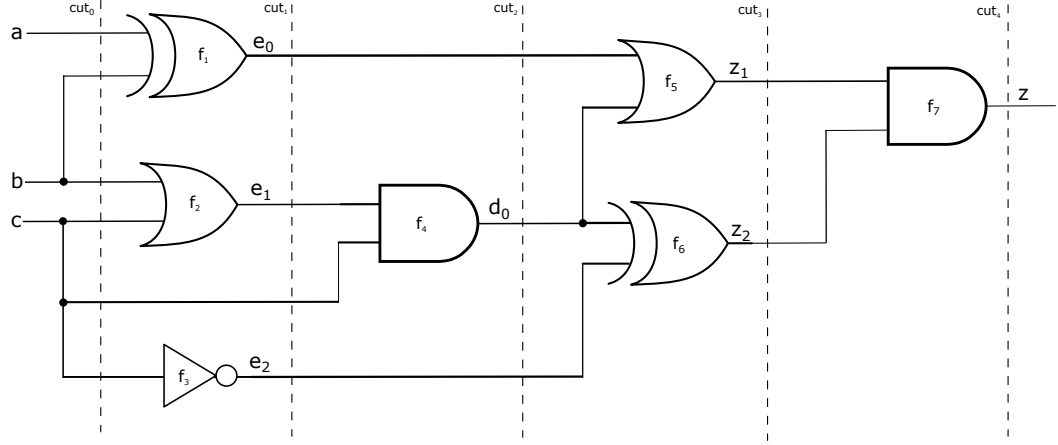 cut₀
cut₁
cut₂
cut₃
cut₄
a
f₁
e₀
z₁
f₅
f₇
z
b
c
f₂
e₁
f₄
d₀
z₂
f₆
f₃
e₂